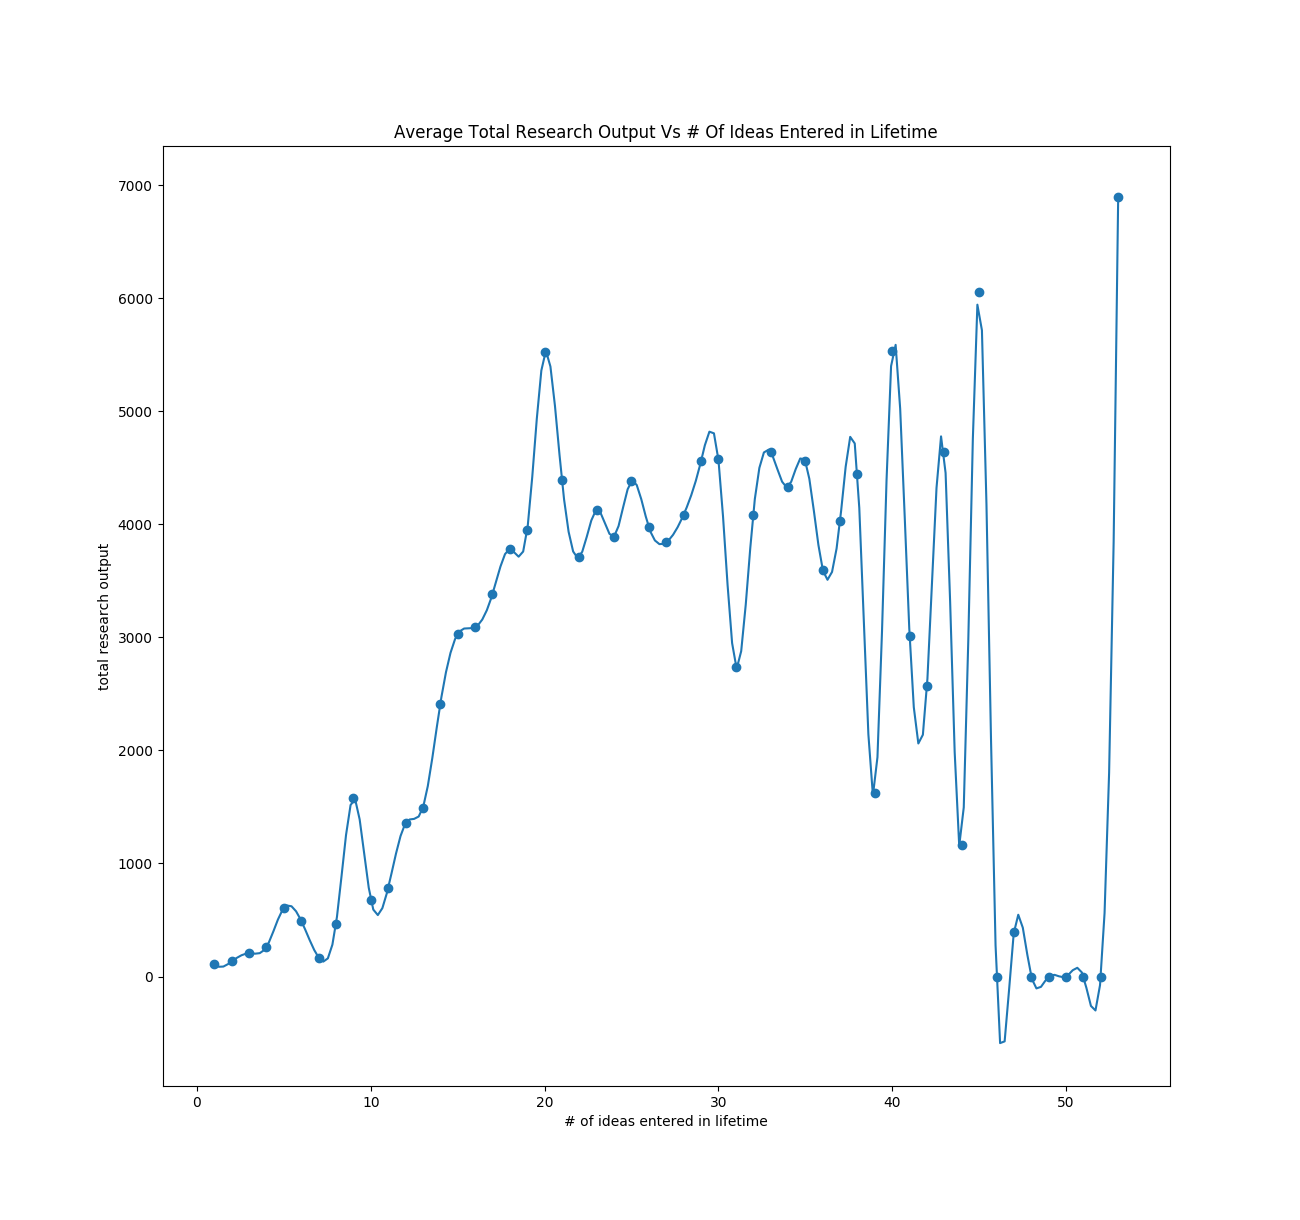 Average Total Research Output Vs # Of Ideas Entered in Lifetime
total research output
7000
6000
5000
4000
3000
2000
1000
0
0 10 20 30 40 50
# of ideas entered in lifetime